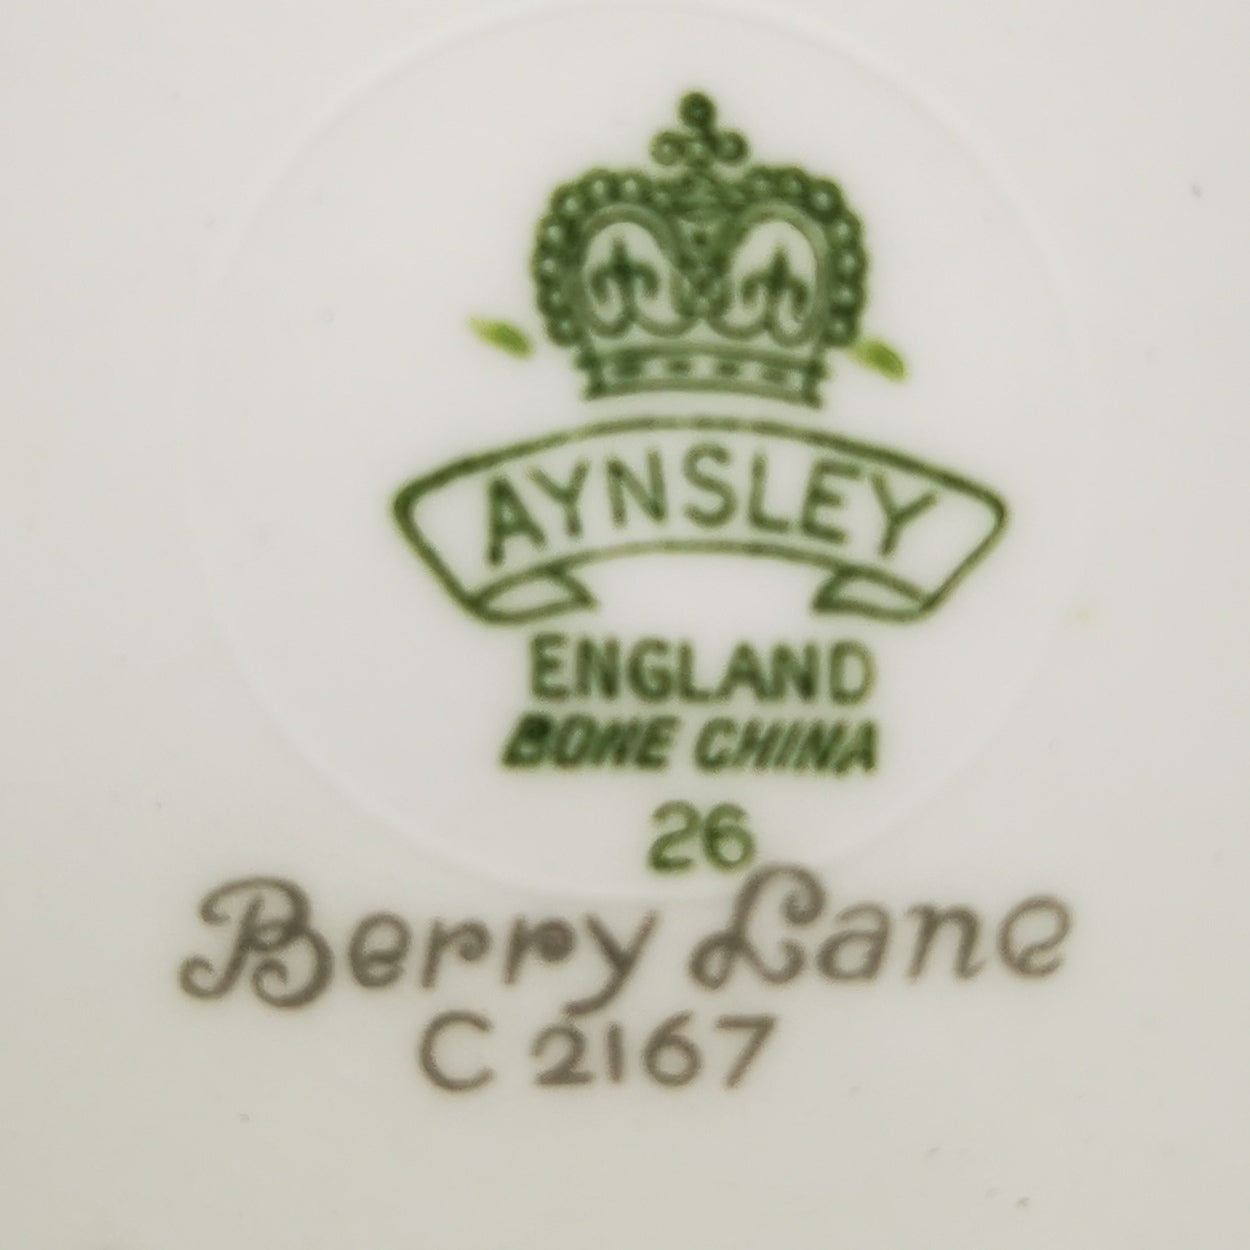 AYNSLEY
ENGLAND
BONE CHINA
26
Berry Lane
C 2167